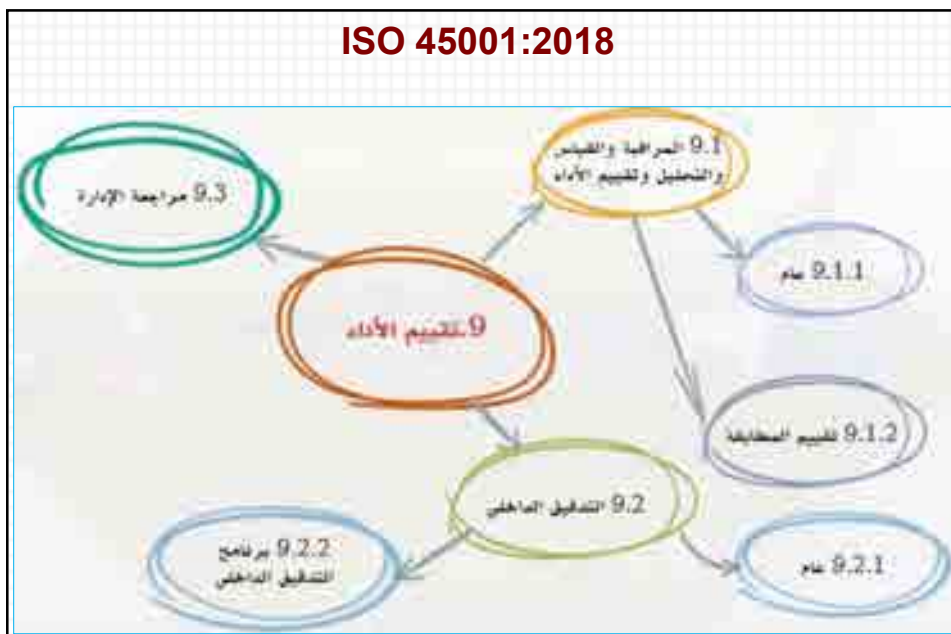 ISO 45001:2018
9.1 المراقبة والقياس
والتحليل وتقييم الأداء
9.3 مراجعة الإدارة
9.1.1 عام
9.تقييم الأداء
9.1.2 تقييم المطابقة
9.2 التدقيق الداخلي
9.2.2 برنامج
التدقيق الداخلي
9.2.1 عام